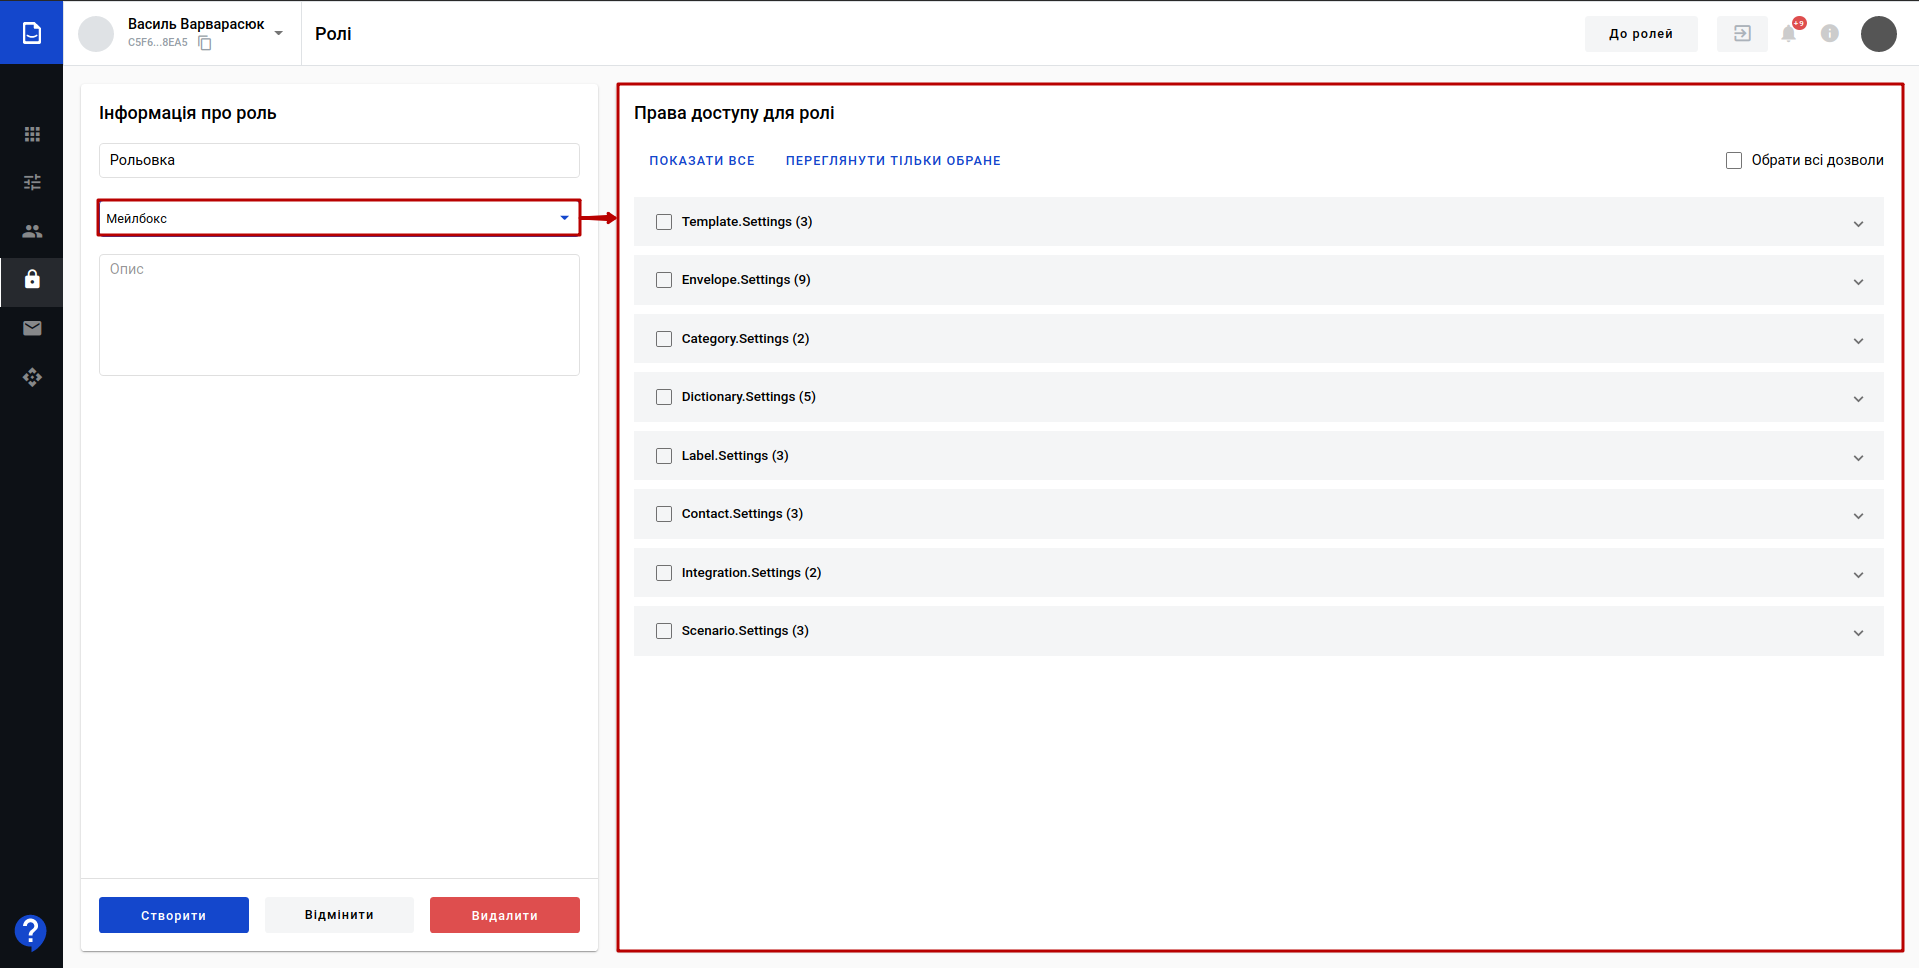 Василь Варварасюк
C5F6...8EA5
Ролі
До ролей
+9
Інформація про роль
Рольовка
Мейлбокс
Опис
Створити
Відмінити
Видалити
Права доступу для ролі
ПОКАЗАТИ ВСЕ
ПЕРЕГЛЯНУТИ ТІЛЬКИ ОБРАНЕ
Обрати всі дозволи
Template.Settings (3)
Envelope.Settings (9)
Category.Settings (2)
Dictionary.Settings (5)
Label.Settings (3)
Contact.Settings (3)
Integration.Settings (2)
Scenario.Settings (3)